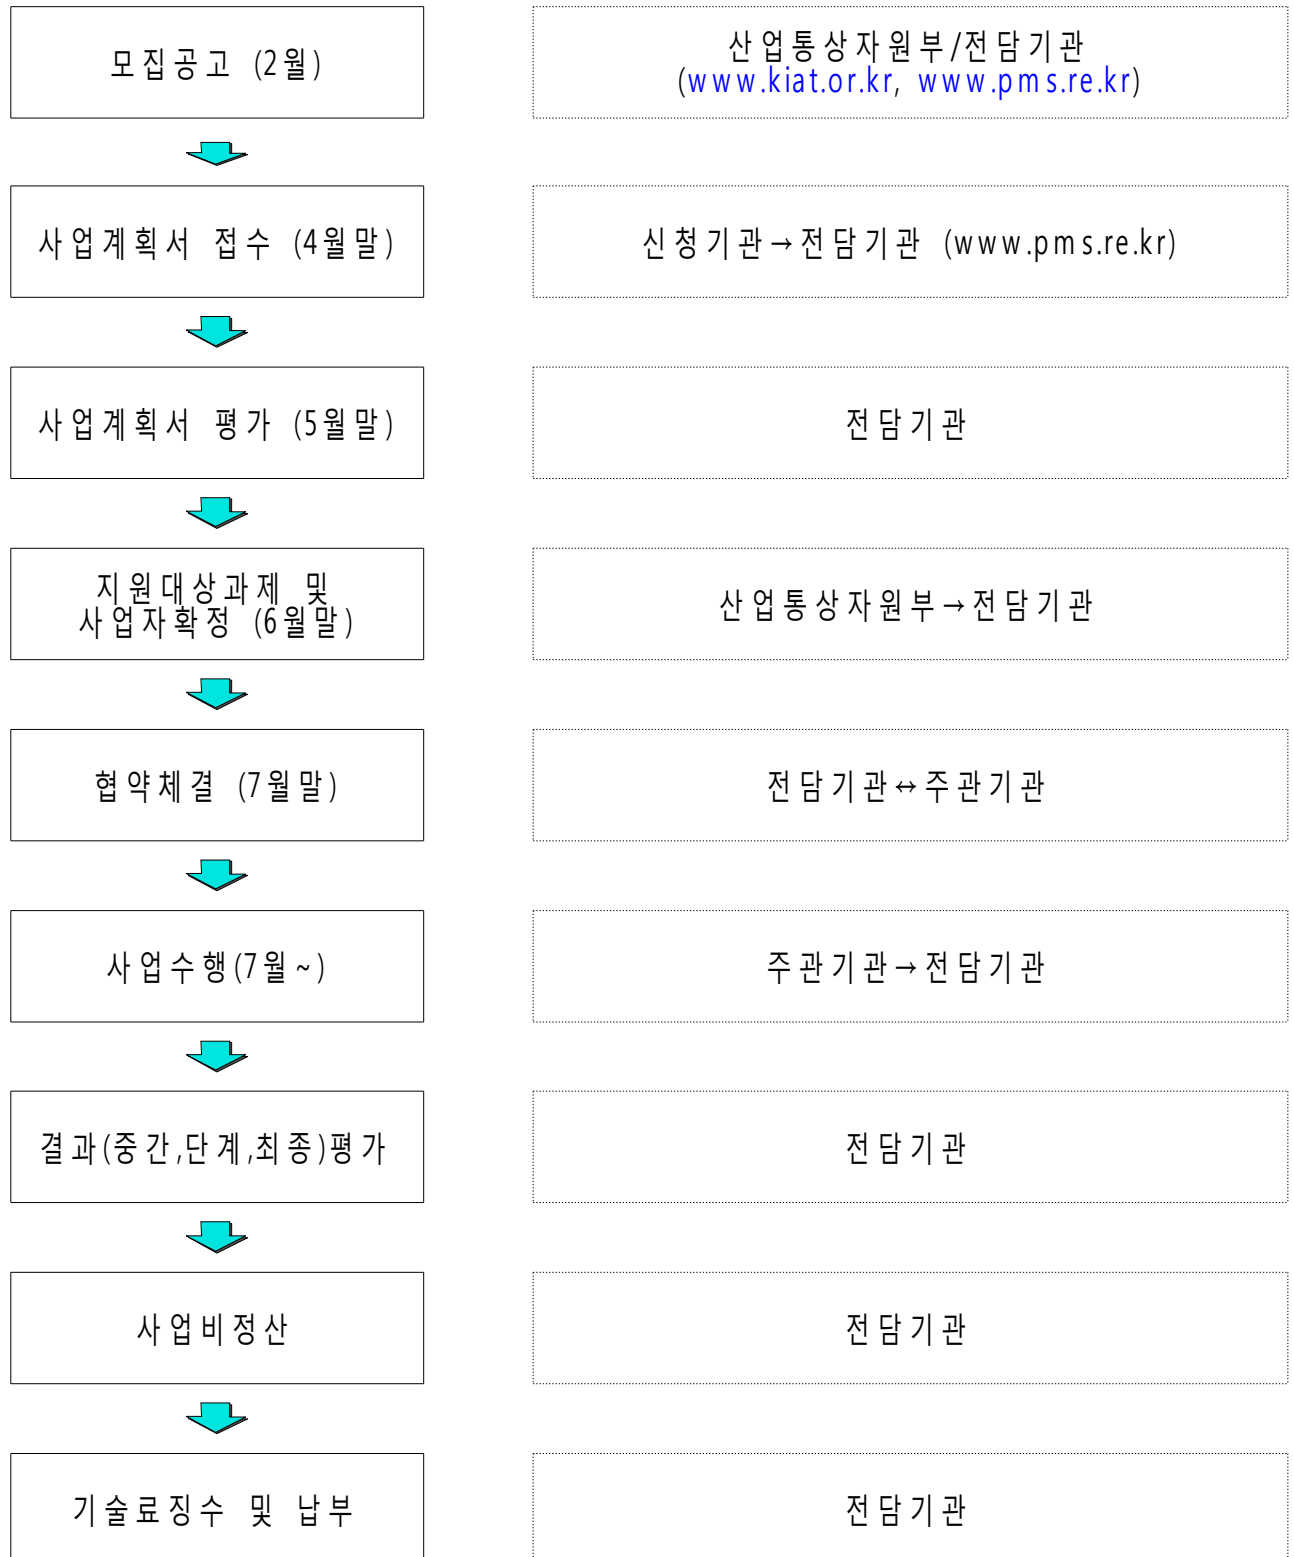 모집공고 (2월)
산업통상자원부/전담기관
(www.kiat.or.kr, www.pms.re.kr)
사업계획서 접수 (4월말)
신청기관→전담기관 (www.pms.re.kr)
사업계획서 평가 (5월말)
전담기관
지원대상과제 및
사업자확정 (6월말)
산업통상자원부→전담기관
협약체결 (7월말)
전담기관↔주관기관
사업수행(7월~)
주관기관→전담기관
결과(중간,단계,최종)평가
전담기관
사업비정산
전담기관
기술료징수 및 납부
전담기관